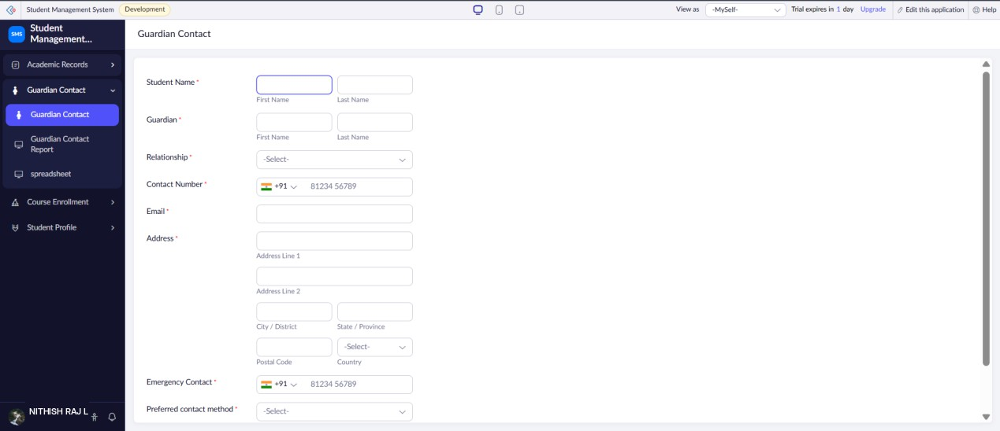 Student Management System Development
View as -MySelf- Trial expires in 1 day Upgrade Edit this application Help
SMS Student
Management...
Academic Records
Guardian Contact
Guardian Contact
Guardian Contact
Report
spreadsheet
Course Enrollment
Student Profile
NITHISH RAJ L
Guardian Contact
Student Name *
First Name Last Name
Guardian *
First Name Last Name
Relationship * -Select-
Contact Number * +91 81234 56789
Email *
Address *
Address Line 1
Address Line 2
City / District State / Province
-Select-
Postal Code Country
Emergency Contact * +91 81234 56789
Preferred contact method * -Select-